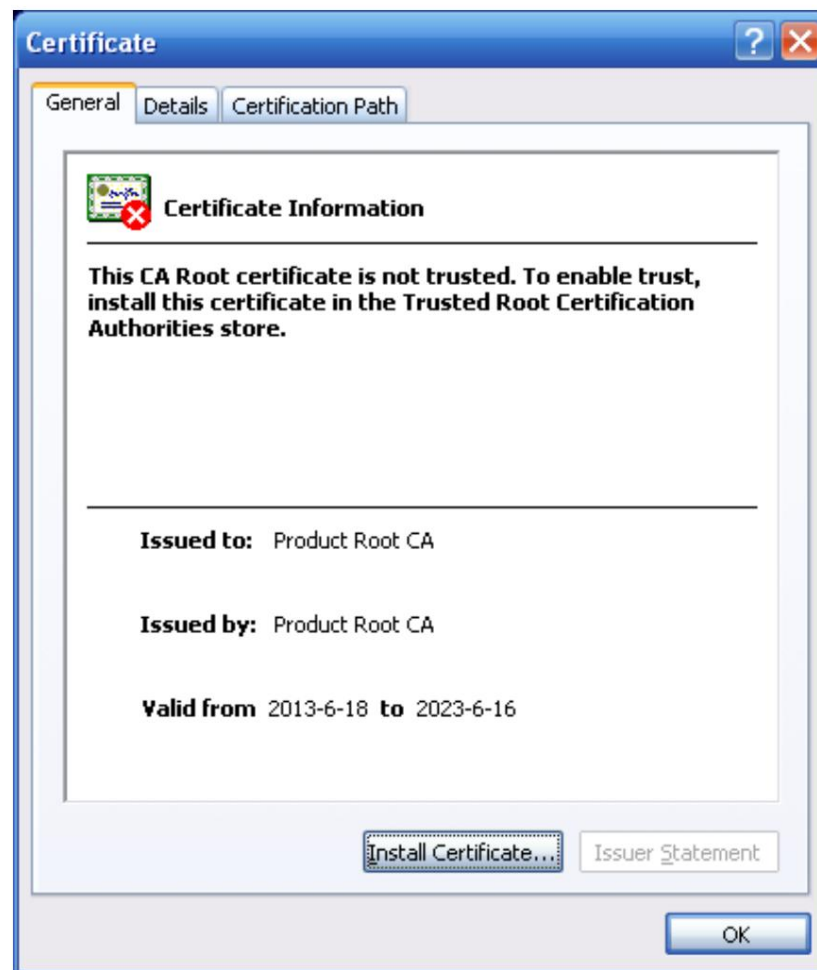 Certificate
General Details Certification Path
Certificate Information
This CA Root certificate is not trusted. To enable trust,
install this certificate in the Trusted Root Certification
Authorities store.
Issued to: Product Root CA
Issued by: Product Root CA
Valid from 2013-6-18 to 2023-6-16
Install Certificate... Issuer Statement
OK